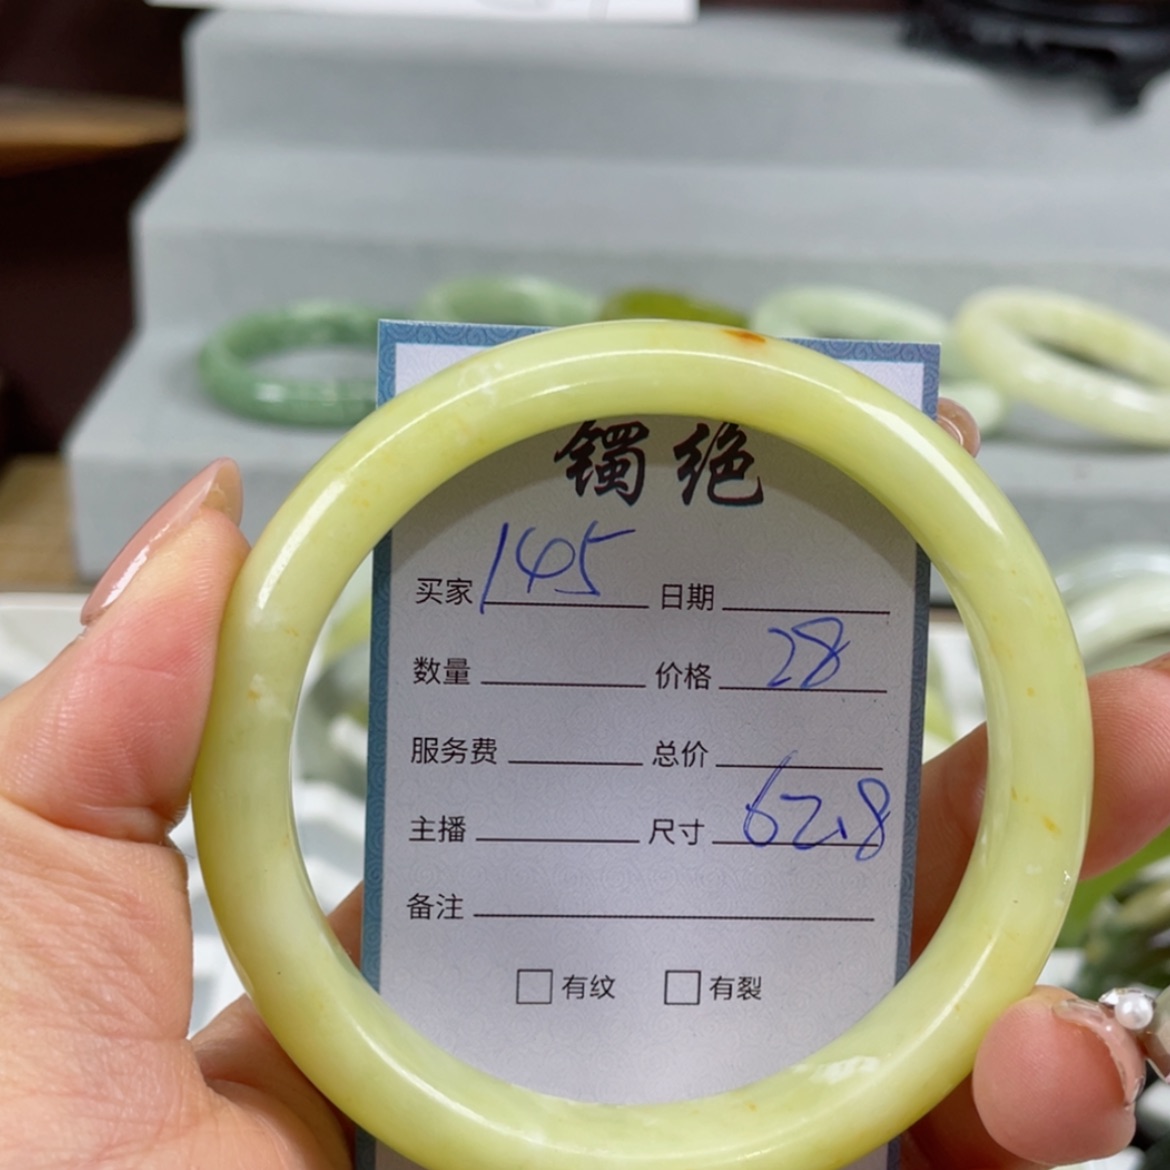 镯绝
买家 145 日期
数量 价格 28
服务费 总价
主播 尺寸 62.8
备注
有纹 有裂